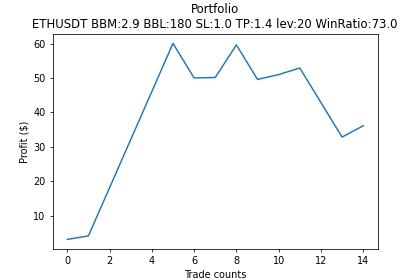 Portfolio
ETHUSDT BBM:2.9 BBL:180 SL:1.0 TP:1.4 lev:20 WinRatio:73.0
Profit ($)
60
50
40
30
20
10
0 2 4 6 8 10 12 14
Trade counts